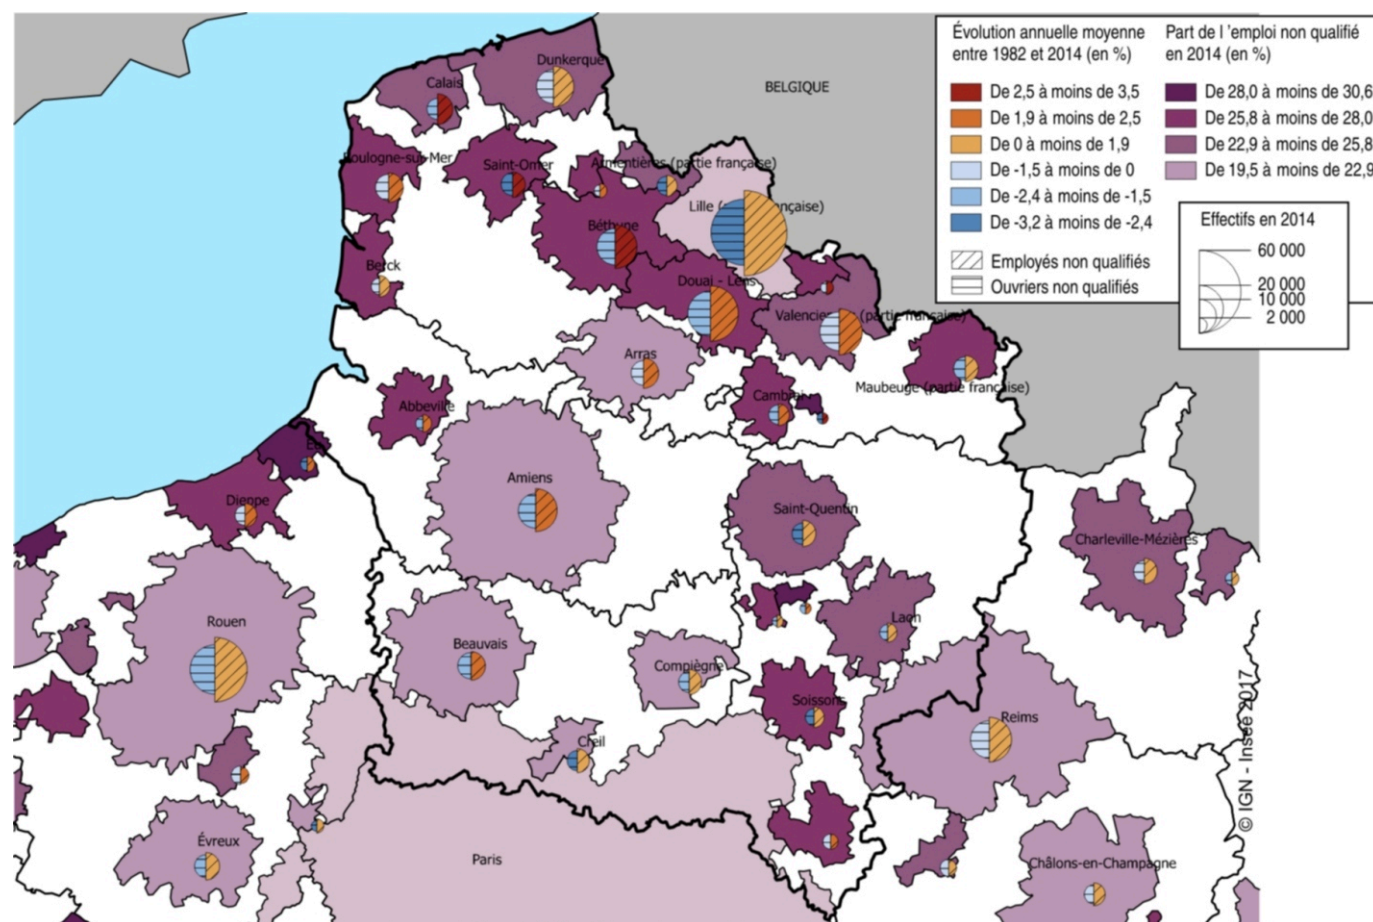 Évolution annuelle moyenne
entre 1982 et 2014 (en %)
De 2,5 à moins de 3,5
De 1,9 à moins de 2,5
De 0 à moins de 1,9
De -1,5 à moins de 0
De -2,4 à moins de -1,5
De -3,2 à moins de -2,4
Employés non qualifiés
Ouvriers non qualifiés
Part de l 'emploi non qualifié
en 2014 (en %)
De 28,0 à moins de 30,6
De 25,8 à moins de 28,0
De 22,9 à moins de 25,8
De 19,5 à moins de 22,9
Effectifs en 2014
60 000
20 000
10 000
2 000
BELGIQUE
Dunkerque
Calais
Boulogne-sur-Mer
Saint-Omer
Armentières (partie française)
Lille
Béthune
Berck
Douai - Lens
Valenciennes (partie française)
Arras
Maubeuge (partie française)
Cambrai
Abbeville
Eu
Amiens
Dieppe
Saint-Quentin
Charleville-Mézières
Rouen
Laon
Beauvais
Compiègne
Soissons
Reims
Creil
Évreux
Paris
Châlons-en-Champagne
© IGN - Insee 2017